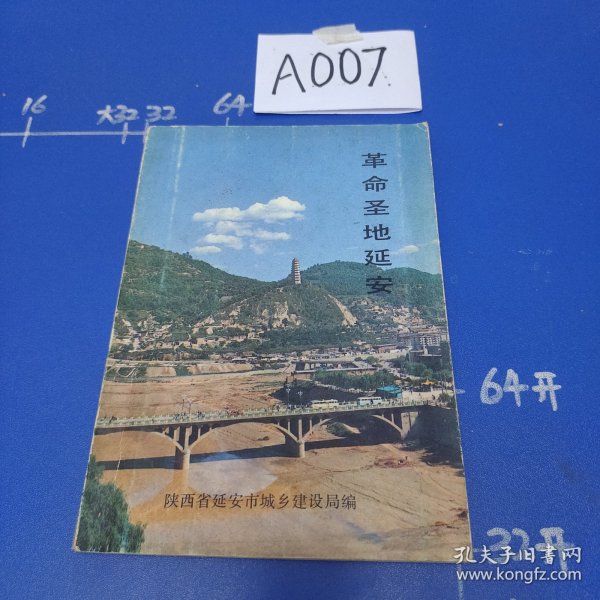 A007
16
大32
32
64
革命圣地延安
64开
陕西省延安市城乡建设局编
32开
孔夫子旧书网
www.kongfz.com